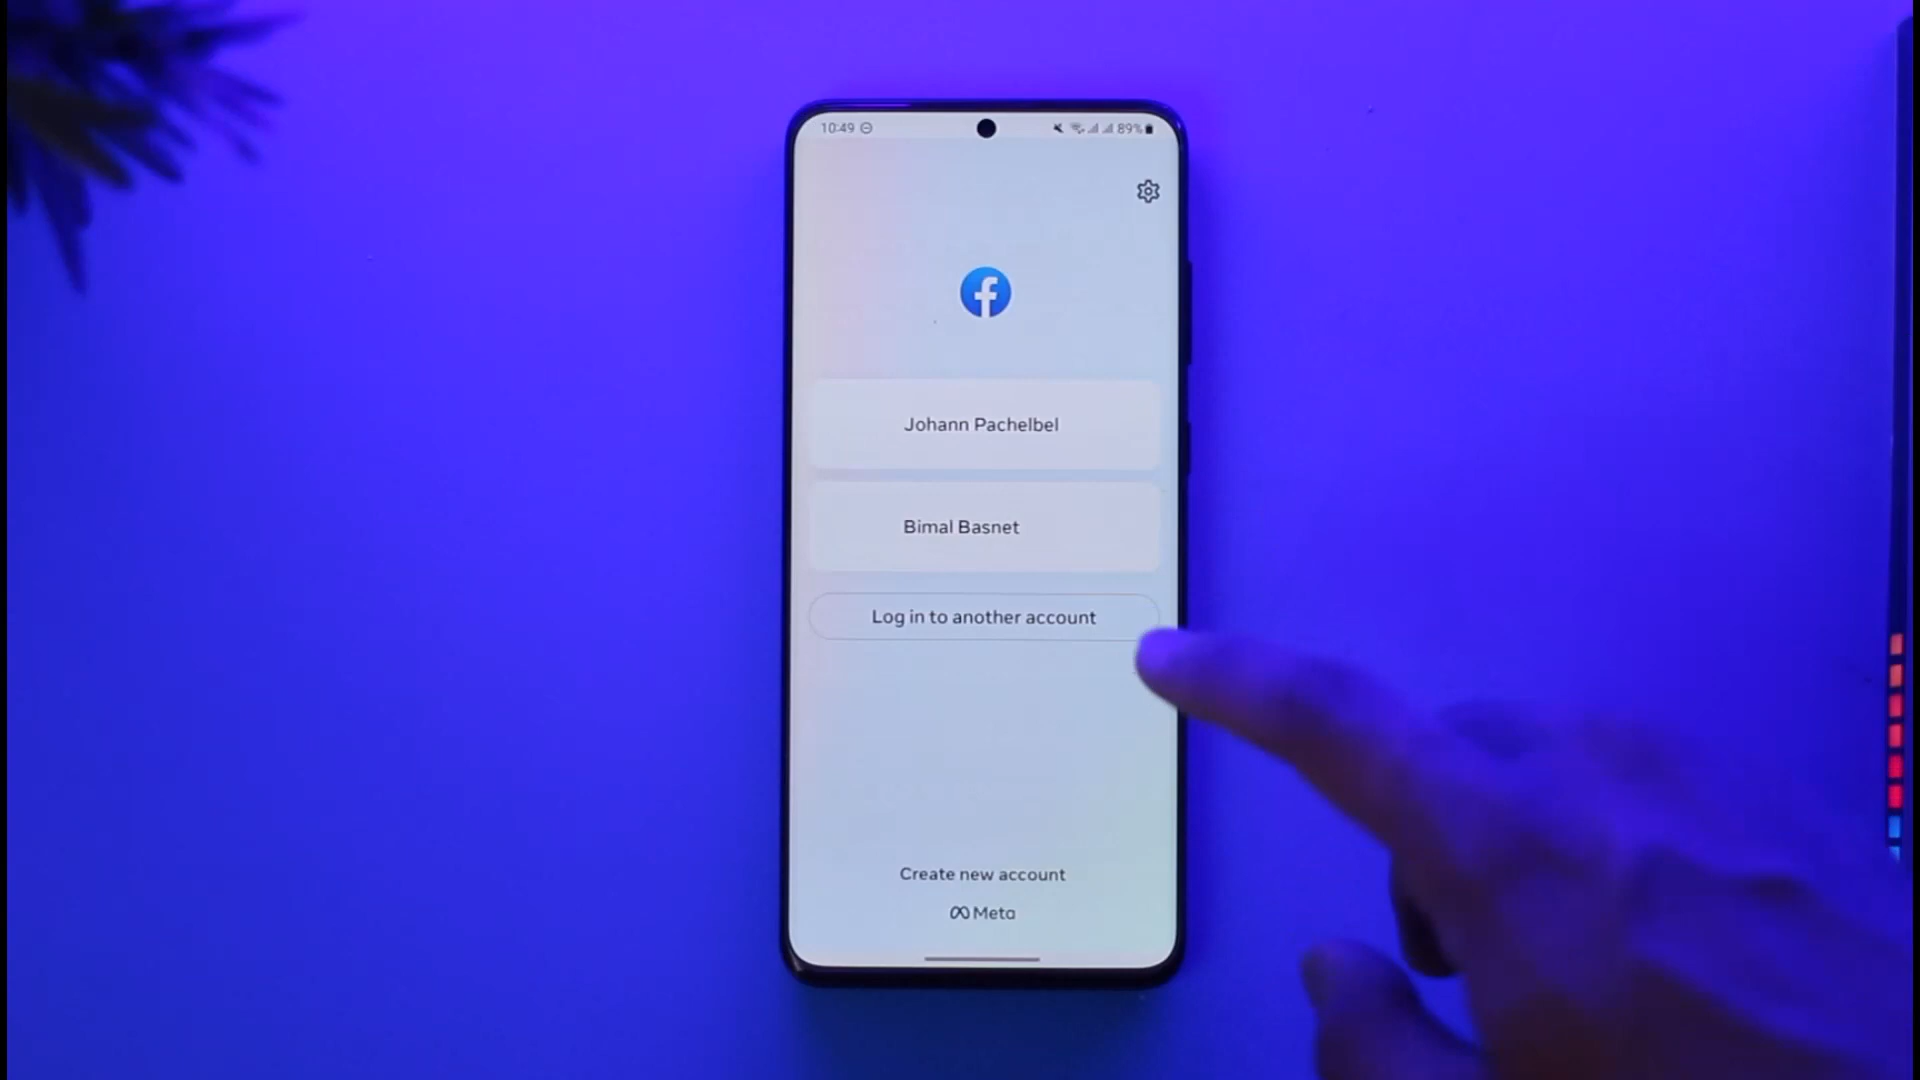 10:49 89%
Johann Pachelbel
Bimal Basnet
Log in to another account
Create new account
Meta